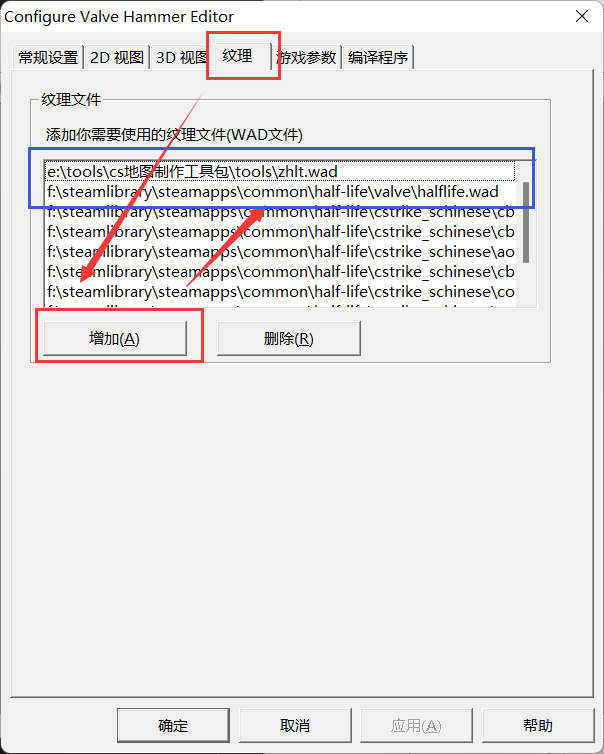 Configure Valve Hammer Editor
常规设置 2D 视图 3D 视图 纹理 游戏参数 编译程序
纹理文件
添加你需要使用的纹理文件(WAD文件)
e:\tools\cs地图制作工具包\tools\zhlt.wad
f:\steamlibrary\steamapps\common\half-life\valve\halflife.wad
f:\steamlibrary\steamapps\common\half-life\cstrike_schinese\cb
f:\steamlibrary\steamapps\common\half-life\cstrike_schinese\cb
f:\steamlibrary\steamapps\common\half-life\cstrike_schinese\ao
f:\steamlibrary\steamapps\common\half-life\cstrike_schinese\cb
f:\steamlibrary\steamapps\common\half-life\cstrike_schinese\co
增加(A) 删除(R)
确定 取消 应用(A) 帮助